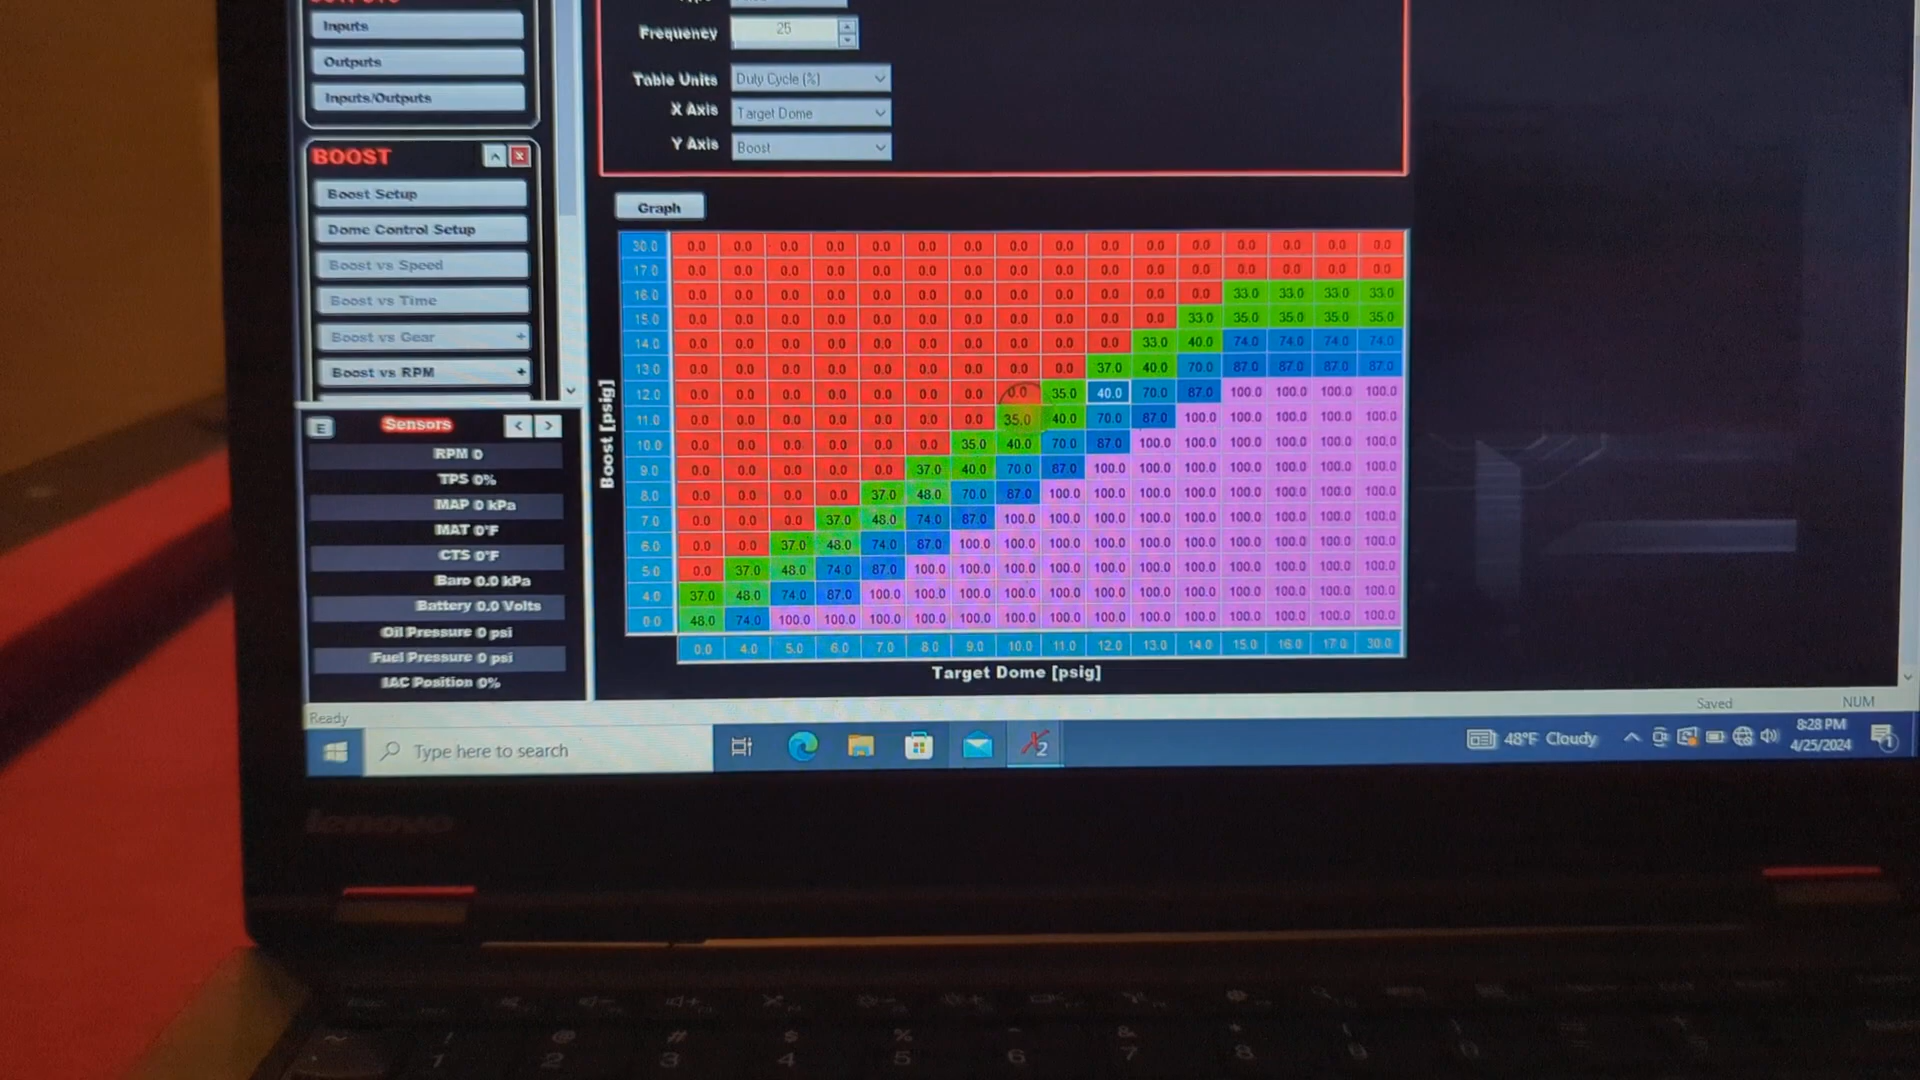 Inputs
Outputs
Inputs/Outputs
BOOST
Boost Setup
Dome Control Setup
Boost vs Speed
Boost vs Time
Boost vs Gear +
Boost vs RPM +
E Sensors < >
RPM 0
TPS 0%
MAP 0 kPa
MAT 0°F
CTS 0°F
Baro 0.0 kPa
Battery 0.0 Volts
Oil Pressure 0 psi
Fuel Pressure 0 psi
IAC Position 0%
Frequency 25
Table Units Duty Cycle (%)
X Axis Target Dome
Y Axis Boost
Graph
Boost [psig]
30.0 0.0 0.0 0.0 0.0 0.0 0.0 0.0 0.0 0.0 0.0 0.0 0.0 0.0 0.0 0.0 0.0
17.0 0.0 0.0 0.0 0.0 0.0 0.0 0.0 0.0 0.0 0.0 0.0 0.0 0.0 0.0 0.0 0.0
16.0 0.0 0.0 0.0 0.0 0.0 0.0 0.0 0.0 0.0 0.0 0.0 0.0 33.0 33.0 33.0 33.0
15.0 0.0 0.0 0.0 0.0 0.0 0.0 0.0 0.0 0.0 0.0 0.0 33.0 35.0 35.0 35.0 35.0
14.0 0.0 0.0 0.0 0.0 0.0 0.0 0.0 0.0 0.0 0.0 33.0 40.0 74.0 74.0 74.0 74.0
13.0 0.0 0.0 0.0 0.0 0.0 0.0 0.0 0.0 0.0 37.0 40.0 70.0 87.0 87.0 87.0 87.0
12.0 0.0 0.0 0.0 0.0 0.0 0.0 0.0 0.0 35.0 40.0 70.0 87.0 100.0 100.0 100.0 100.0
11.0 0.0 0.0 0.0 0.0 0.0 0.0 0.0 35.0 40.0 70.0 87.0 100.0 100.0 100.0 100.0 100.0
10.0 0.0 0.0 0.0 0.0 0.0 0.0 35.0 40.0 70.0 87.0 100.0 100.0 100.0 100.0 100.0 100.0
9.0 0.0 0.0 0.0 0.0 0.0 37.0 40.0 70.0 87.0 100.0 100.0 100.0 100.0 100.0 100.0 100.0
8.0 0.0 0.0 0.0 0.0 37.0 48.0 70.0 87.0 100.0 100.0 100.0 100.0 100.0 100.0 100.0 100.0
7.0 0.0 0.0 0.0 37.0 48.0 74.0 87.0 100.0 100.0 100.0 100.0 100.0 100.0 100.0 100.0 100.0
6.0 0.0 0.0 37.0 48.0 74.0 87.0 100.0 100.0 100.0 100.0 100.0 100.0 100.0 100.0 100.0 100.0
5.0 0.0 37.0 48.0 74.0 87.0 100.0 100.0 100.0 100.0 100.0 100.0 100.0 100.0 100.0 100.0 100.0
4.0 37.0 48.0 74.0 87.0 100.0 100.0 100.0 100.0 100.0 100.0 100.0 100.0 100.0 100.0 100.0 100.0
0.0 48.0 74.0 100.0 100.0 100.0 100.0 100.0 100.0 100.0 100.0 100.0 100.0 100.0 100.0 100.0 100.0
0.0 4.0 5.0 6.0 7.0 8.0 9.0 10.0 11.0 12.0 13.0 14.0 15.0 16.0 17.0 30.0
Target Dome [psig]
Ready Saved NUM
Type here to search
2
48°F Cloudy
8:28 PM
4/25/2024
1
lenovo
~ ! @ # $ % & *
1 2 3 4 5 6 7 8